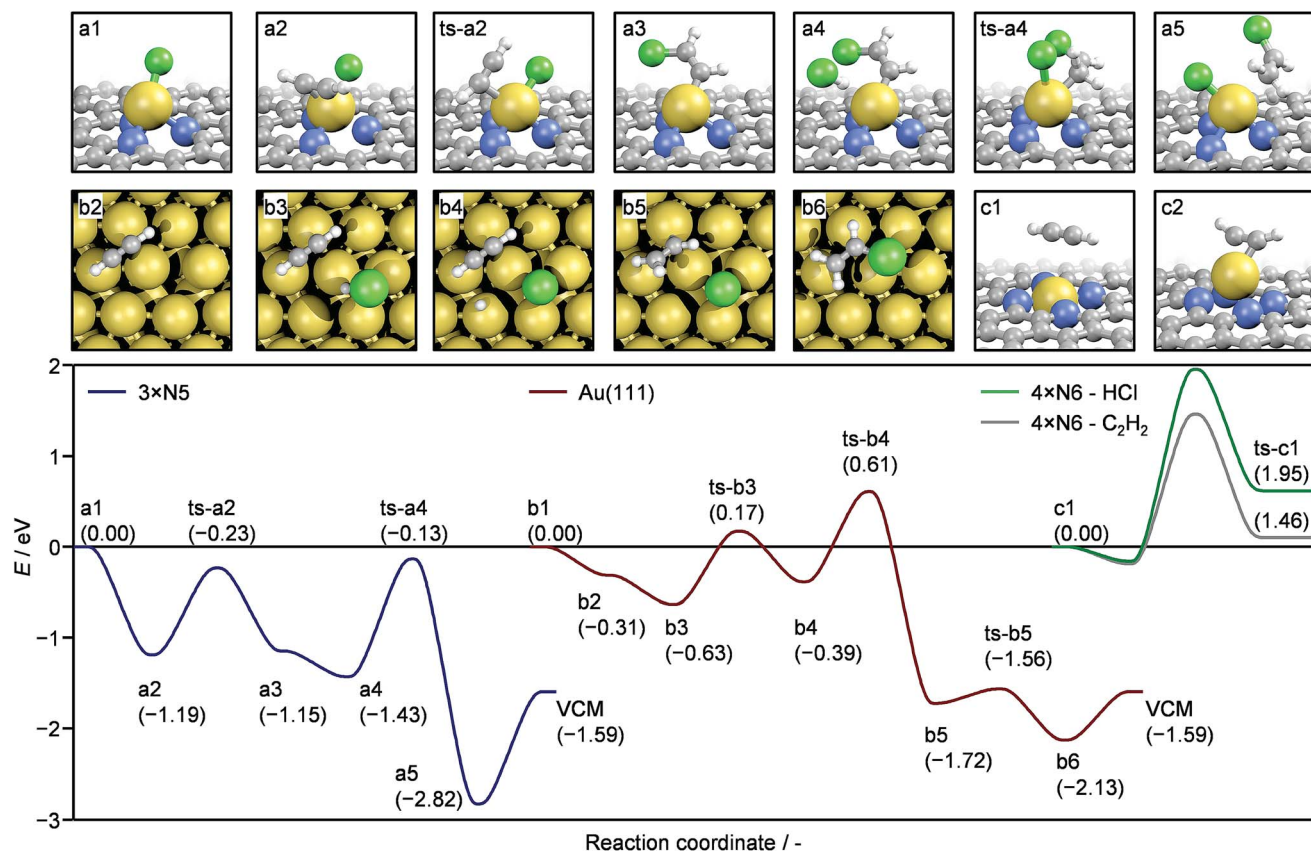 a1
a2
ts-a2
a3
a4
ts-a4
a5
b2
b3
b4
b5
b6
c1
c2
2
1
0
−1
−2
−3
E / eV
3×N5
Au(111)
4×N6 - HCl
4×N6 - C₂H₂
a1
(0.00)
ts-a2
(−0.23)
ts-a4
(−0.13)
b1
(0.00)
ts-b3
(0.17)
ts-b4
(0.61)
c1
(0.00)
ts-c1
(1.95)
(1.46)
a2
(−1.19)
a3
(−1.15)
a4
(−1.43)
a5
(−2.82)
VCM
(−1.59)
b2
(−0.31)
b3
(−0.63)
b4
(−0.39)
b5
(−1.72)
ts-b5
(−1.56)
b6
(−2.13)
VCM
(−1.59)
Reaction coordinate / -